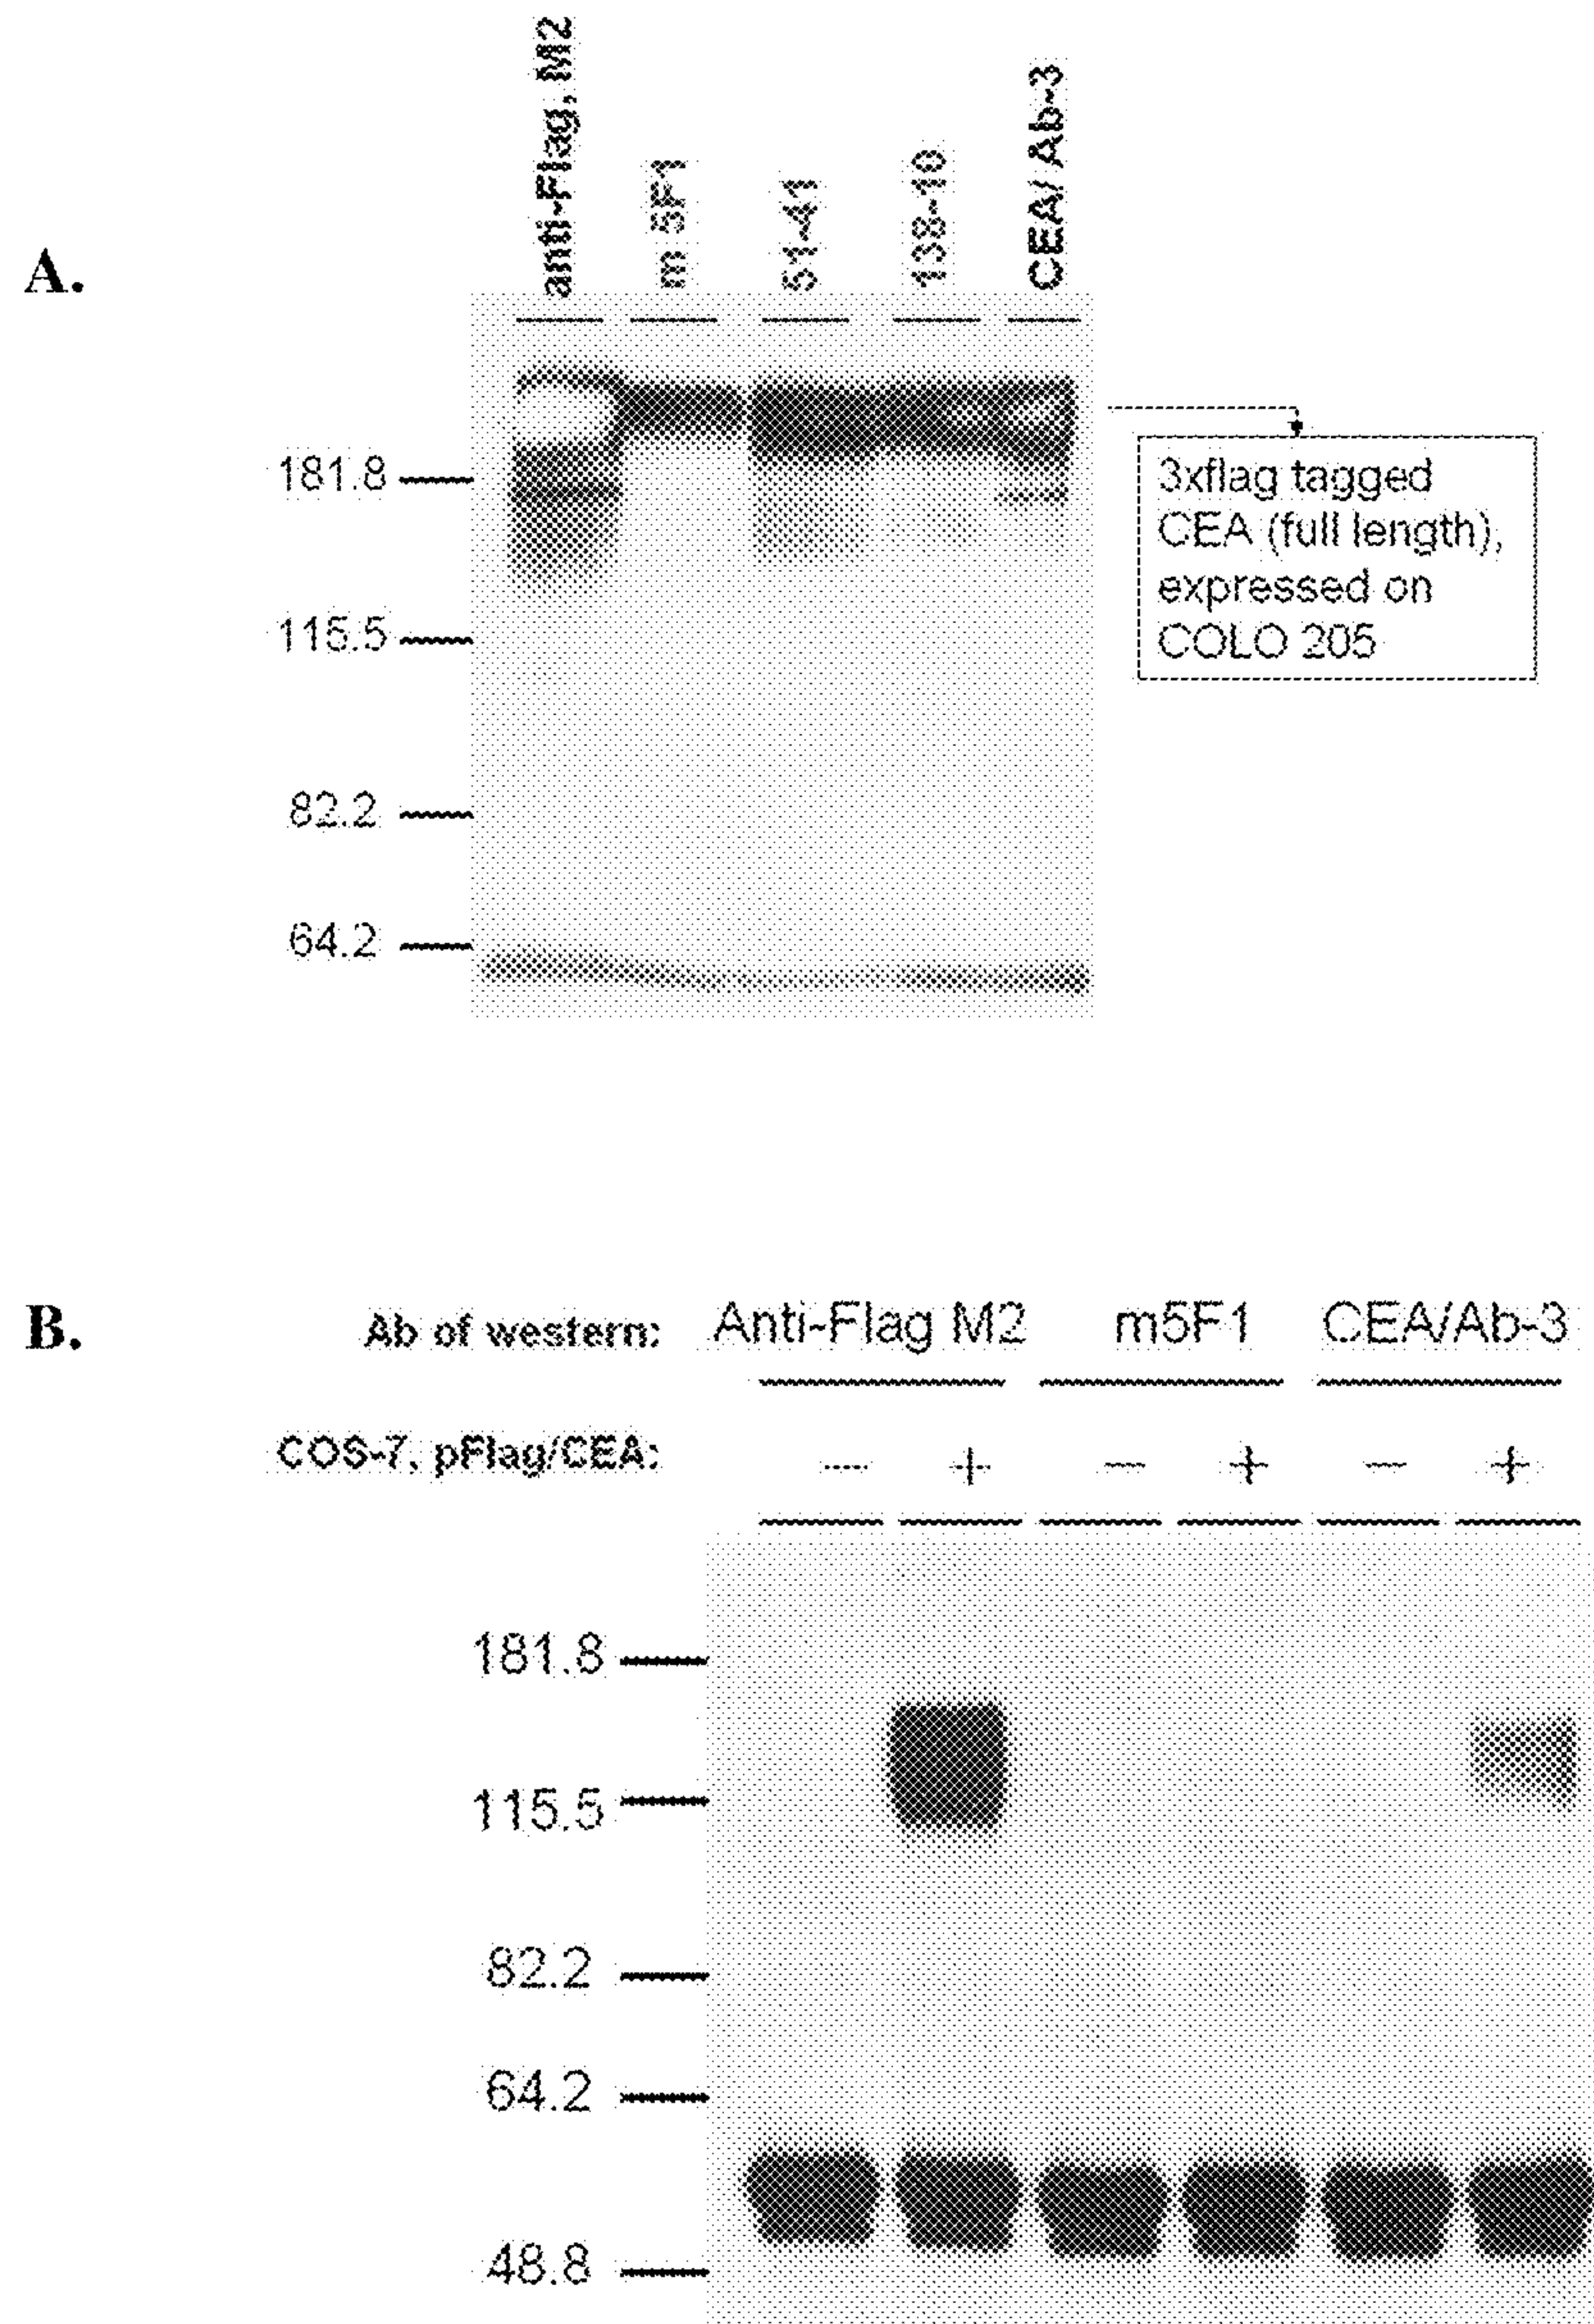 A.
anti-Flag, M2
m 5F1
51-41
138-10
CEA/ Ab-3
181.8
115.5
82.2
64.2
3xflag tagged
CEA (full length),
expressed on
COLO 205
B.
Ab of western: Anti-Flag M2 m5F1 CEA/Ab-3
COS-7, pFlag/CEA: − + − + − +
181.8
115.5
82.2
64.2
48.8